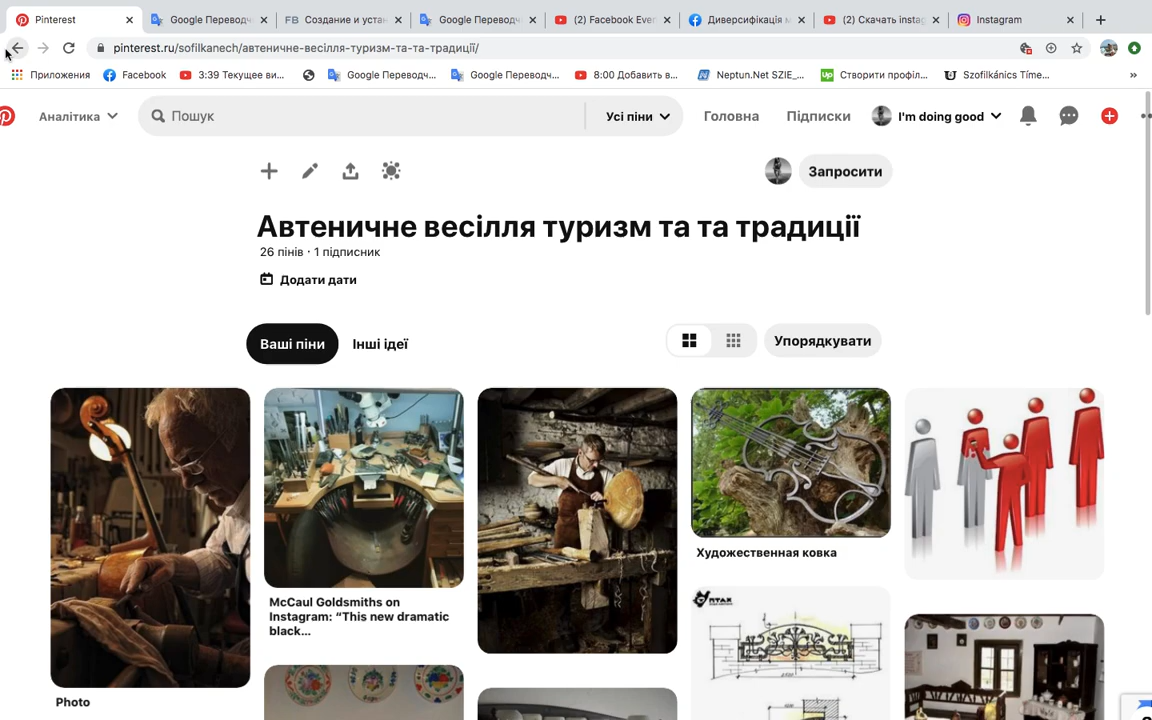 Pinterest
Google Переводч
Создание и устан
Google Переводч
(2) Facebook Ever
Диверсифікація м
(2) Скачать instag
Instagram
pinterest.ru/sofilkanech/автеничне-весілля-туризм-та-та-традиції/
Приложения
Facebook
3:39 Текущее ви...
Google Переводч...
Google Переводч...
8:00 Добавить в...
Neptun.Net SZIE_...
Створити профіл...
Szofilkánics Tíme...
Аналітика
Пошук
Усі піни
Головна
Підписки
I'm doing good
Запросити
Автеничне весілля туризм та та традиції
26 пінів · 1 підписник
Додати дати
Ваші піни
Інші ідеї
Упорядкувати
Художественная ковка
McCaul Goldsmiths on
Instagram: “This new dramatic
black...
ПТАХ
Photo